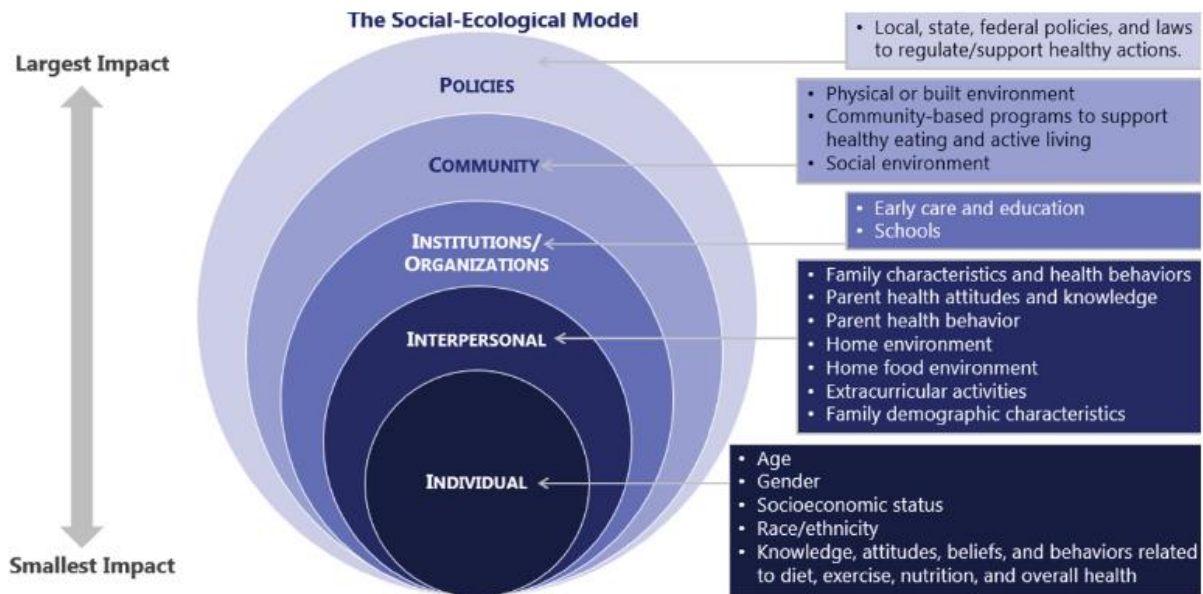 The Social-Ecological Model
Largest Impact
Smallest Impact
POLICIES
COMMUNITY
INSTITUTIONS/
ORGANIZATIONS
INTERPERSONAL
INDIVIDUAL
• Local, state, federal policies, and laws
to regulate/support healthy actions.
• Physical or built environment
• Community-based programs to support
healthy eating and active living
• Social environment
• Early care and education
• Schools
• Family characteristics and health behaviors
• Parent health attitudes and knowledge
• Parent health behavior
• Home environment
• Home food environment
• Extracurricular activities
• Family demographic characteristics
• Age
• Gender
• Socioeconomic status
• Race/ethnicity
• Knowledge, attitudes, beliefs, and behaviors related
to diet, exercise, nutrition, and overall health